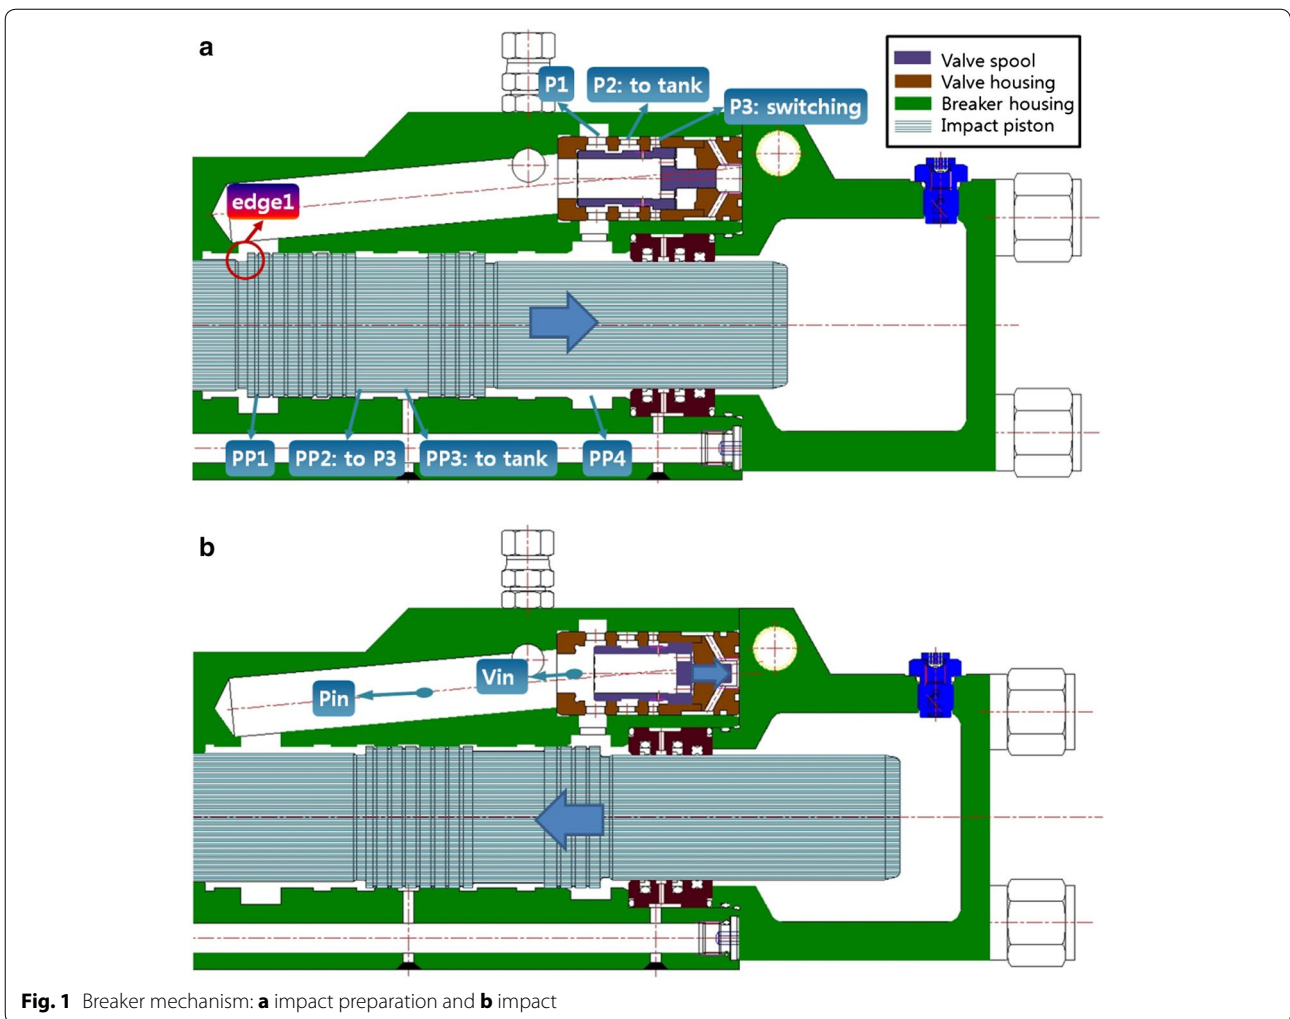 a
P1
P2: to tank
P3: switching
Valve spool
Valve housing
Breaker housing
Impact piston
edge1
PP1
PP2: to P3
PP3: to tank
PP4
b
Vin
Pin
Fig. 1 Breaker mechanism: a impact preparation and b impact